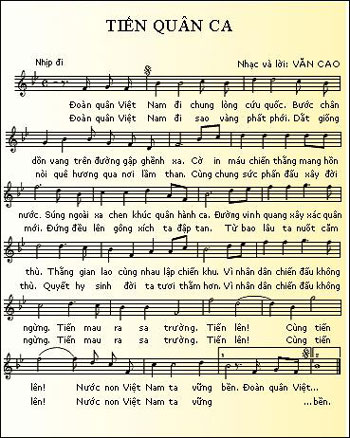 TIẾN QUÂN CA
Nhịp đi
Nhạc và lời: VĂN CAO
Đoàn quân Việt Nam đi chung lòng cứu quốc. Bước chân
Đoàn quân Việt Nam đi sao vàng phất phới. Dắt giống
dồn vang trên đường gập ghềnh xa. Cờ in máu chiến thắng mang hồn
nòi quê hương qua nơi lầm than. Cùng chung sức phấn đấu xây đời
nước. Súng ngoài xa chen khúc quân hành ca. Đường vinh quang xây xác quân
mới. Đứng đều lên gông xích ta đập tan. Từ bao lâu ta nuốt căm
thù. Thắng gian lao cùng nhau lập chiến khu. Vì nhân dân chiến đấu không
thù. Quyết hy sinh đời ta tươi thắm hơn. Vì nhân dân chiến đấu không
ngừng. Tiến mau ra sa trường. Tiến lên! Cùng tiến
ngừng. Tiến mau ra sa trường. Tiến lên! Cùng tiến
lên! Nước non Việt Nam ta vững bền. Đoàn quân Việt...
lên! Nước non Việt Nam ta vững ... bền.